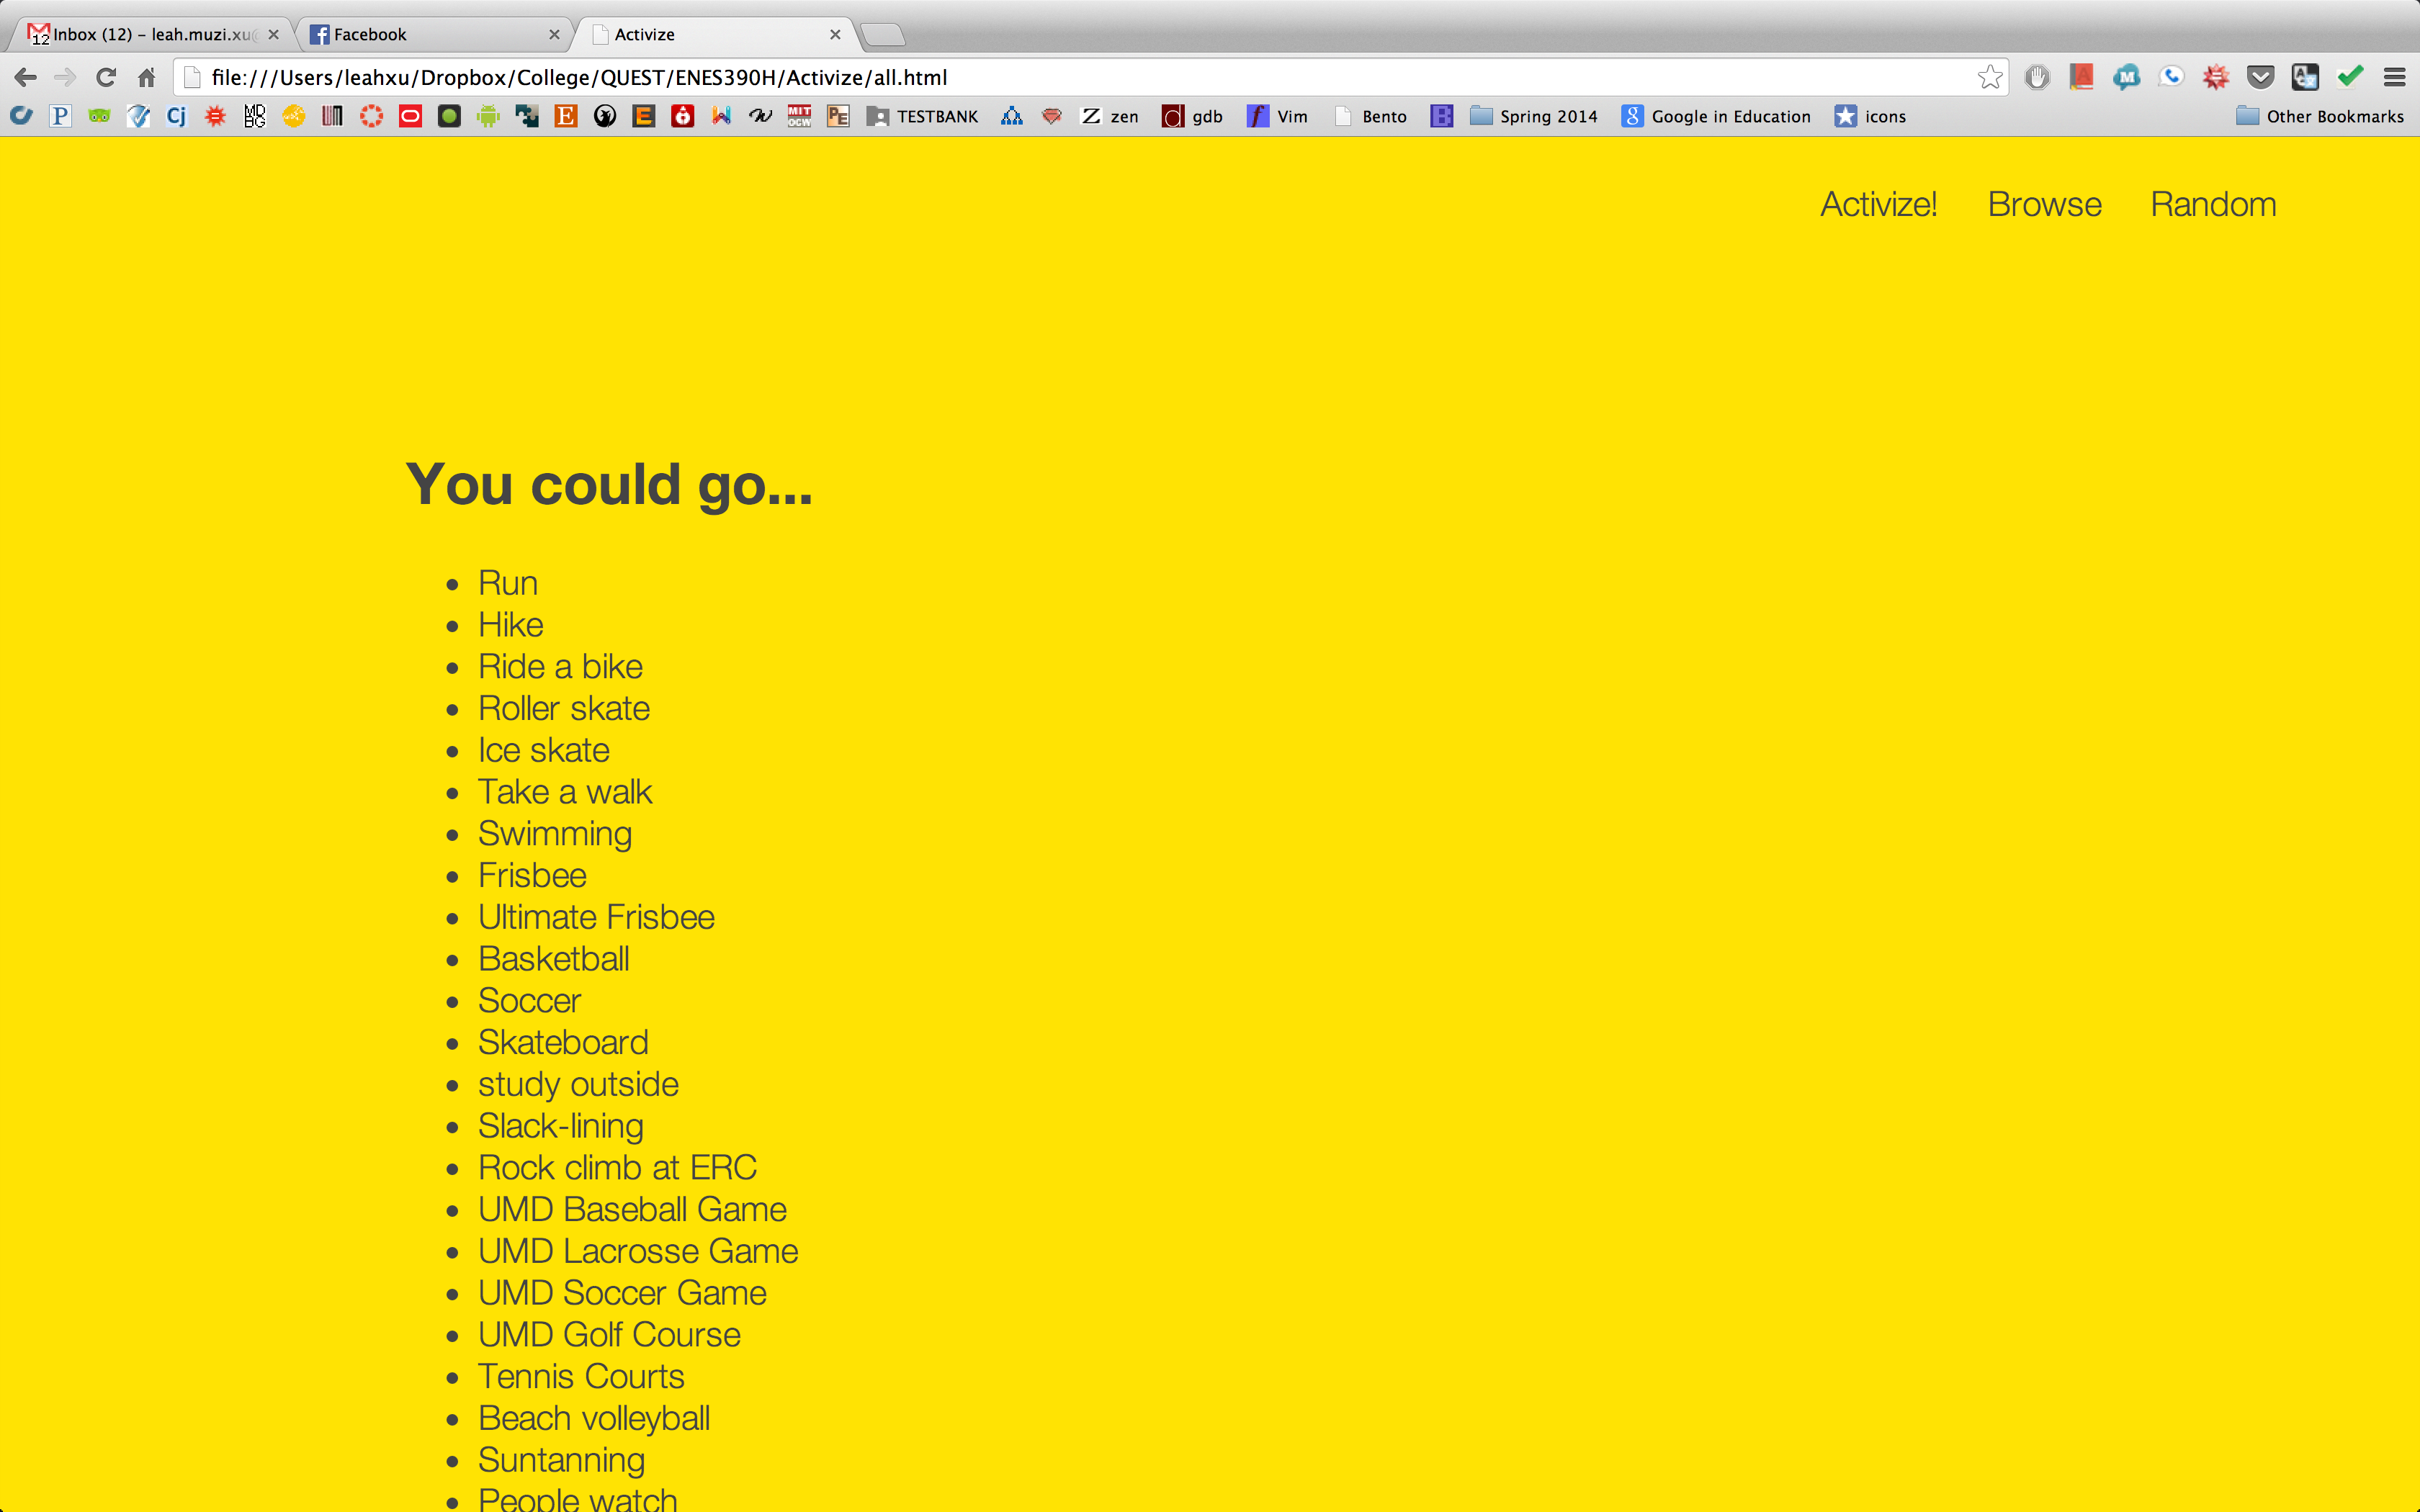 Inbox (12) – leah.muzi.xu@
Facebook
Activize
file:///Users/leahxu/Dropbox/College/QUEST/ENES390H/Activize/all.html
TESTBANK
zen
gdb
Vim
Bento
Spring 2014
Google in Education
icons
Other Bookmarks
Activize! Browse Random
You could go...
Run
Hike
Ride a bike
Roller skate
Ice skate
Take a walk
Swimming
Frisbee
Ultimate Frisbee
Basketball
Soccer
Skateboard
study outside
Slack-lining
Rock climb at ERC
UMD Baseball Game
UMD Lacrosse Game
UMD Soccer Game
UMD Golf Course
Tennis Courts
Beach volleyball
Suntanning
People watch